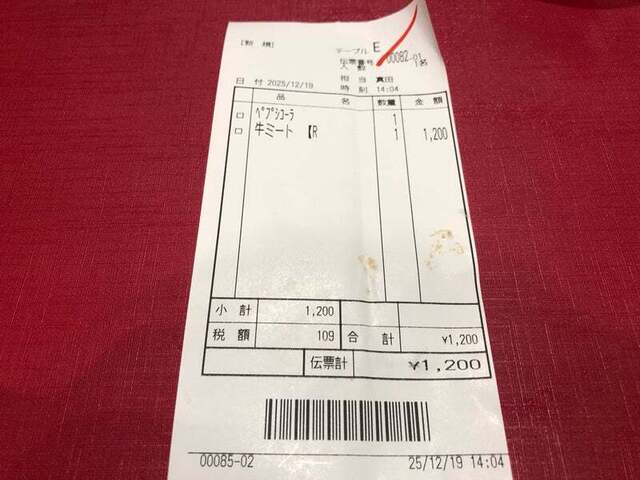 [新 規]
テーブル E
伝票番号 00082-01
人 数 1名
担 当 真田
日 付 2025/12/19 時 刻 14:04
品 名 数量 金 額
□ ペプシコーラ 1
□ 牛ミート 【R 1 1,200
小 計 1,200
税 額 109 合 計 ¥1,200
伝票計 ¥1,200
00085-02 25/12/19 14:04